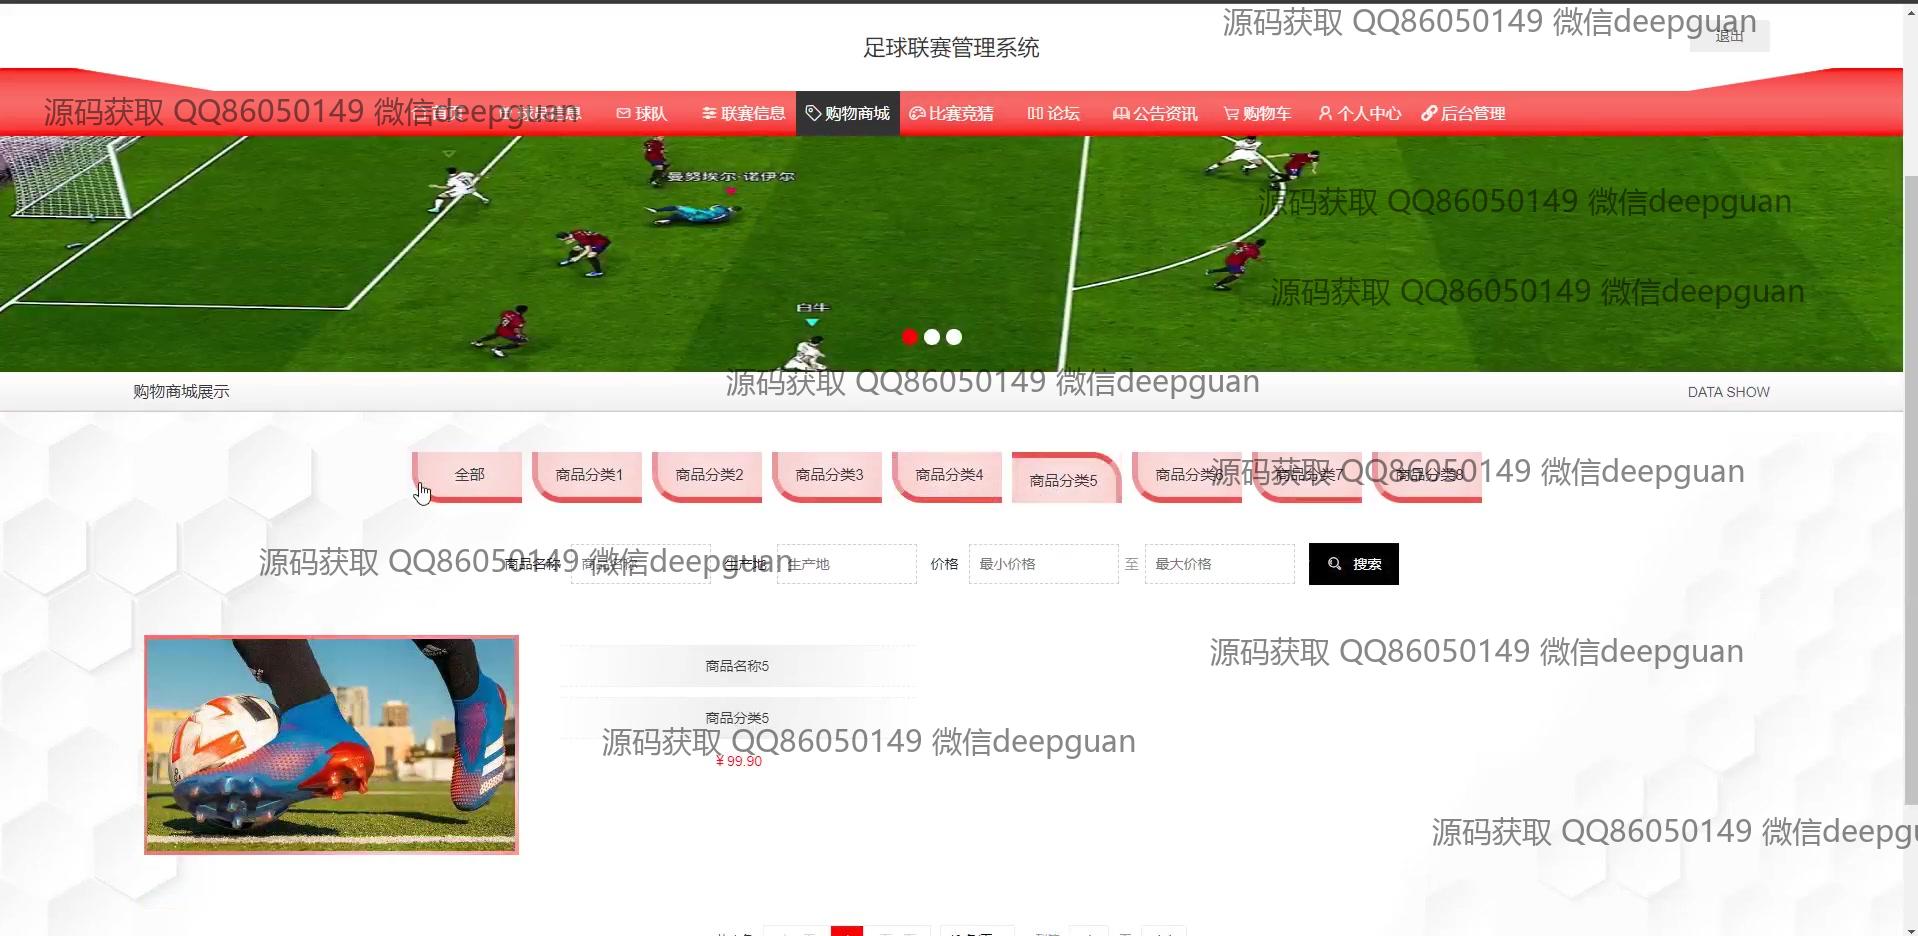 源码获取 QQ86050149 微信deepguan
足球联赛管理系统
退出
源码获取 QQ86050149 微信deepguan
首页
球队
联赛信息
购物商城
比赛竞猜
论坛
公告资讯
购物车
个人中心
后台管理
曼努埃尔·诺伊尔
源码获取 QQ86050149 微信deepguan
源码获取 QQ86050149 微信deepguan
白牛
源码获取 QQ86050149 微信deepguan
购物商城展示
DATA SHOW
全部
商品分类1
商品分类2
商品分类3
商品分类4
商品分类5
商品分类6
商品分类7
商品分类8
源码获取 QQ86050149 微信deepguan
源码获取 QQ86050149 微信deepguan
商品名称
商品名称
生产地
生产地
价格
最小价格
至
最大价格
搜索
商品名称5
源码获取 QQ86050149 微信deepguan
商品分类5
源码获取 QQ86050149 微信deepguan
¥99.90
源码获取 QQ86050149 微信deepgu